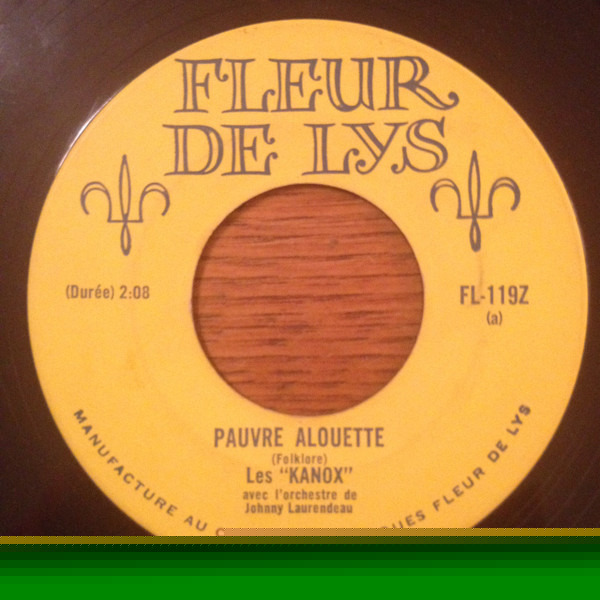 FLEUR
DE LYS
(Durée) 2:08
FL-119Z
(a)
PAUVRE ALOUETTE
(Folklore)
Les "KANOX"
avec l'orchestre de
Johnny Laurendeau
MANUFACTURE AU
FLEUR DE LYS